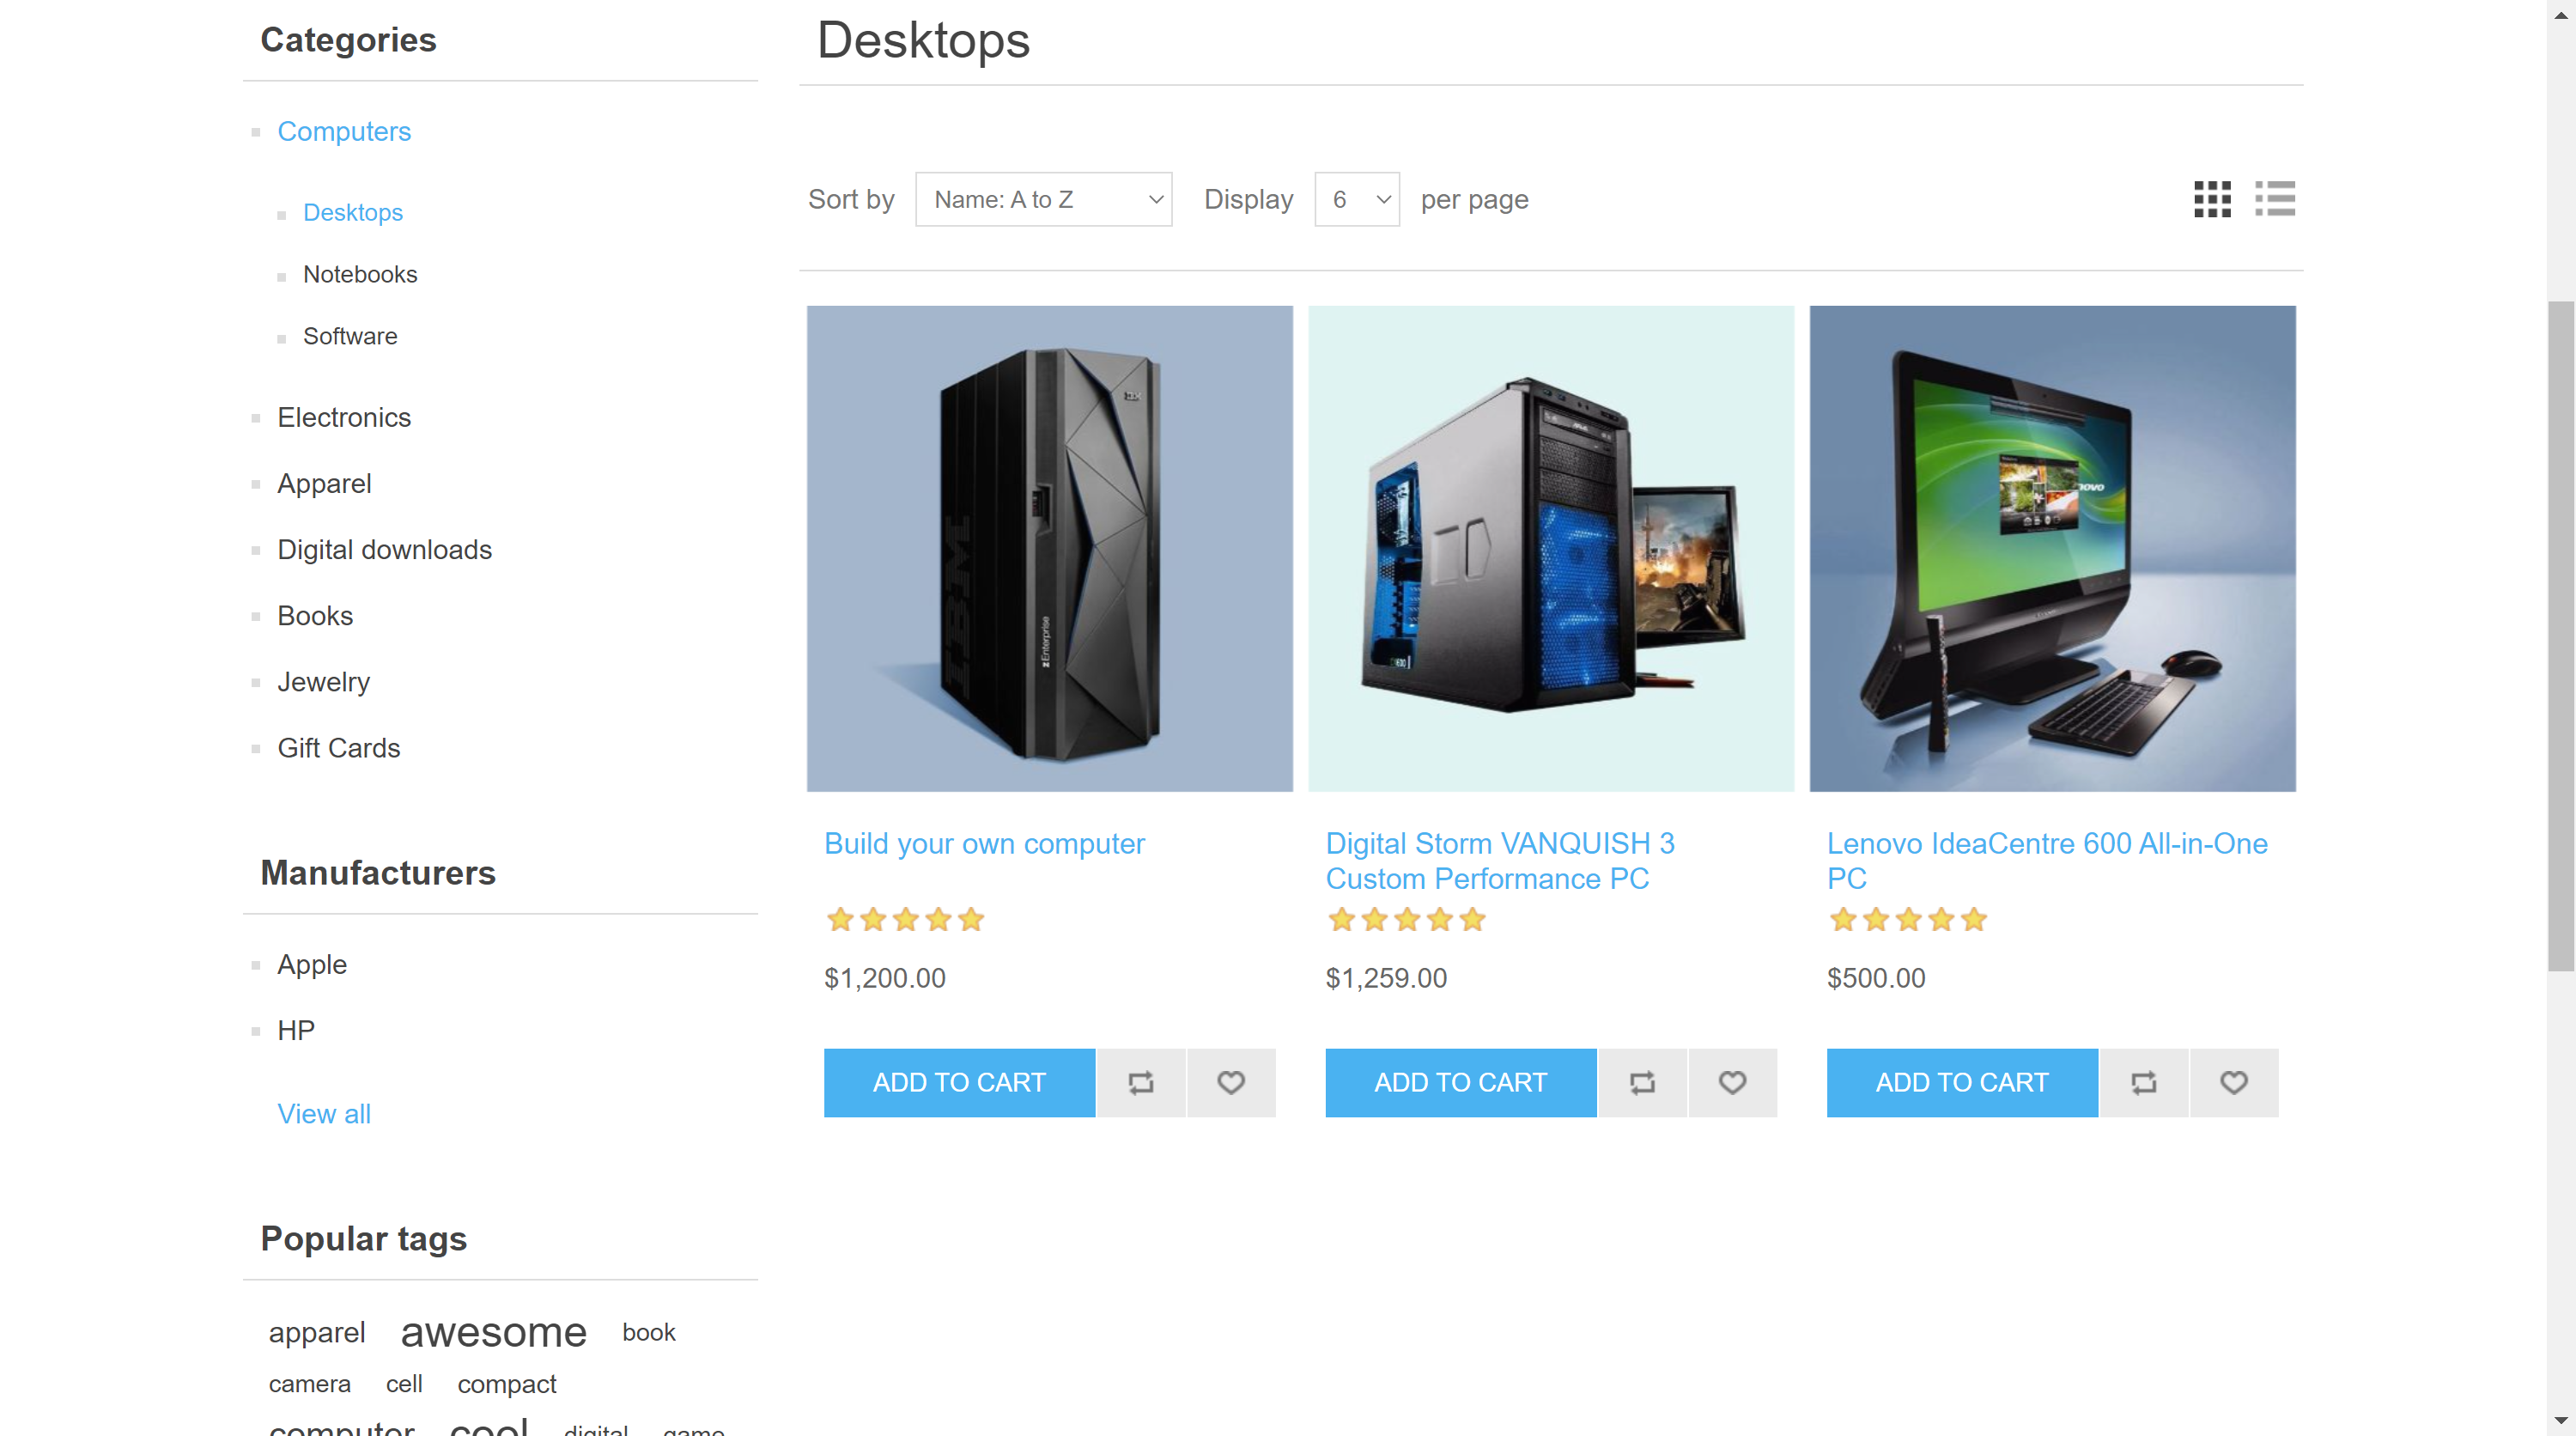 Categories
Computers
Desktops
Notebooks
Software
Electronics
Apparel
Digital downloads
Books
Jewelry
Gift Cards
Manufacturers
Apple
HP
View all
Popular tags
apparel awesome book
camera cell compact
computer cool digital game
Desktops
Sort by Name: A to Z Display 6 per page
IBM
zEnterprise
Build your own computer
$1,200.00
ADD TO CART
Digital Storm VANQUISH 3
Custom Performance PC
$1,259.00
ADD TO CART
Lenovo IdeaCentre 600 All-in-One
PC
$500.00
ADD TO CART